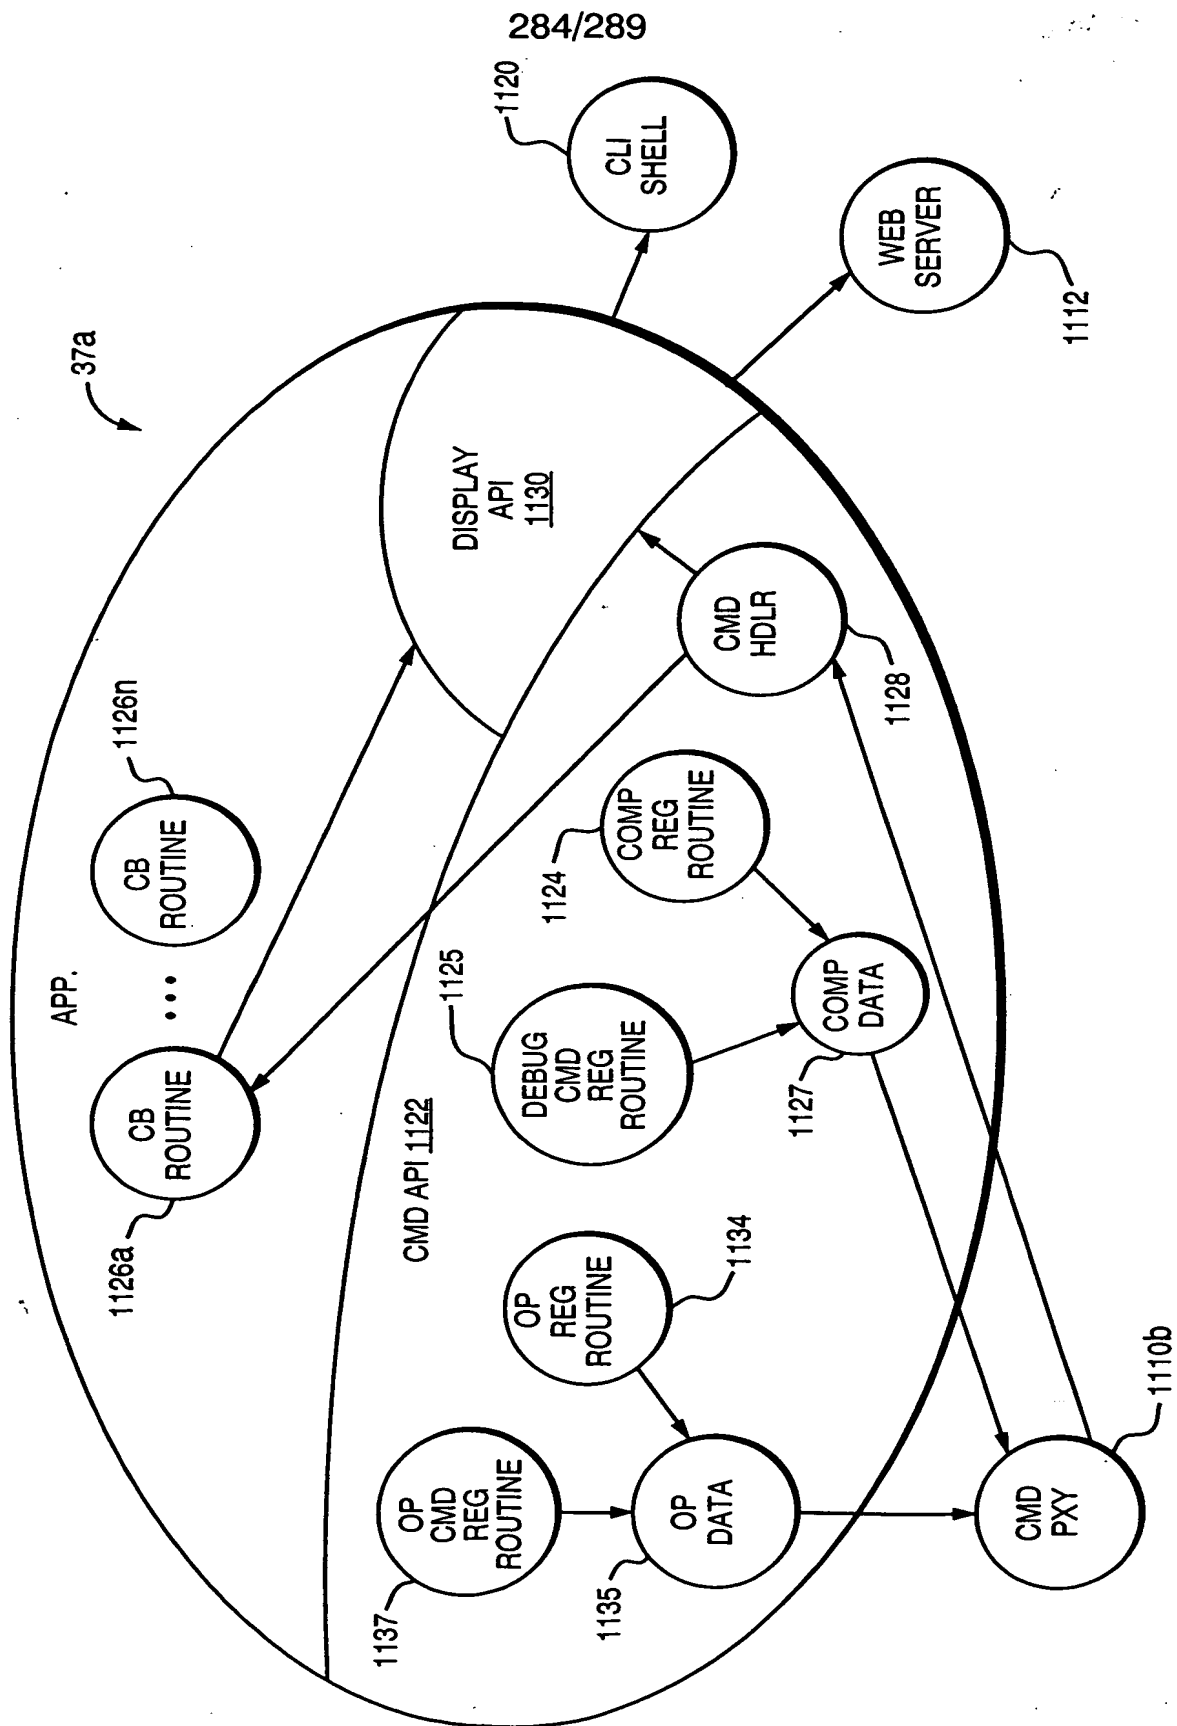 284/289
37a
APP.
1126a
CB
ROUTINE
...
CB
ROUTINE
1126n
DISPLAY
API
1130
CLI
SHELL
1120
WEB
SERVER
1112
CMD API 1122
1137
OP
CMD
REG
ROUTINE
OP
REG
ROUTINE
1134
DEBUG
CMD
REG
ROUTINE
1125
1124
COMP
REG
ROUTINE
CMD
HDLR
1128
1135
OP
DATA
1127
COMP
DATA
CMD
PXY
1110b